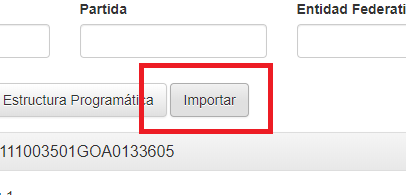 Partida Entidad Federati
Estructura Programática Importar
111003501GOA0133605